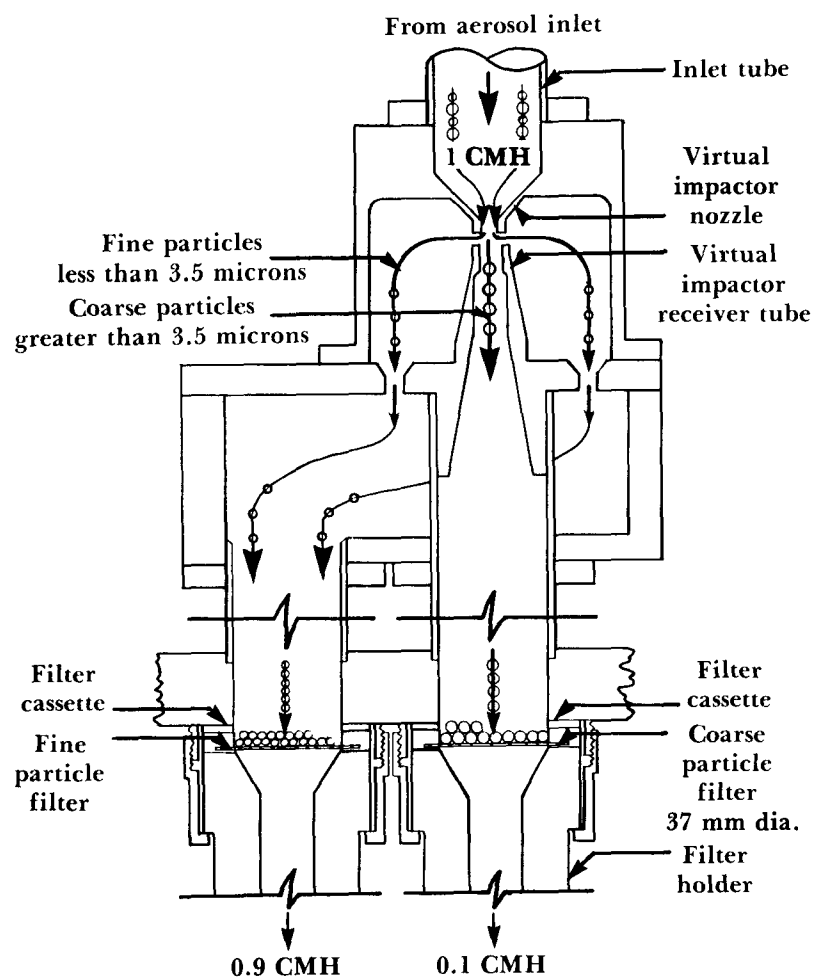 From aerosol inlet
Inlet tube
1 CMH
Virtual
impactor
nozzle
Fine particles
less than 3.5 microns
Virtual
impactor
receiver tube
Coarse particles
greater than 3.5 microns
Filter
cassette
Filter
cassette
Fine
particle
filter
Coarse
particle
filter
37 mm dia.
Filter
holder
0.9 CMH
0.1 CMH